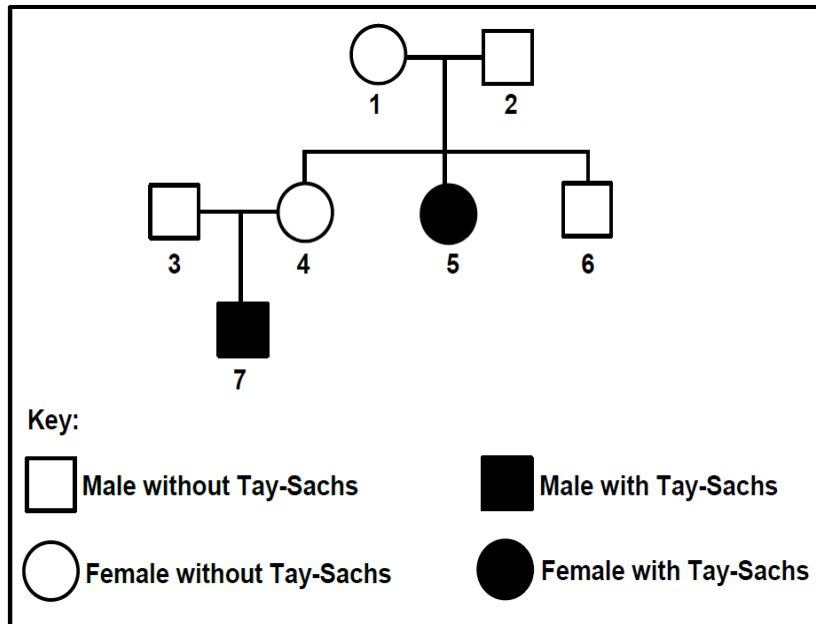 1 2
3 4 5 6
7
Key:
Male without Tay-Sachs Male with Tay-Sachs
Female without Tay-Sachs Female with Tay-Sachs